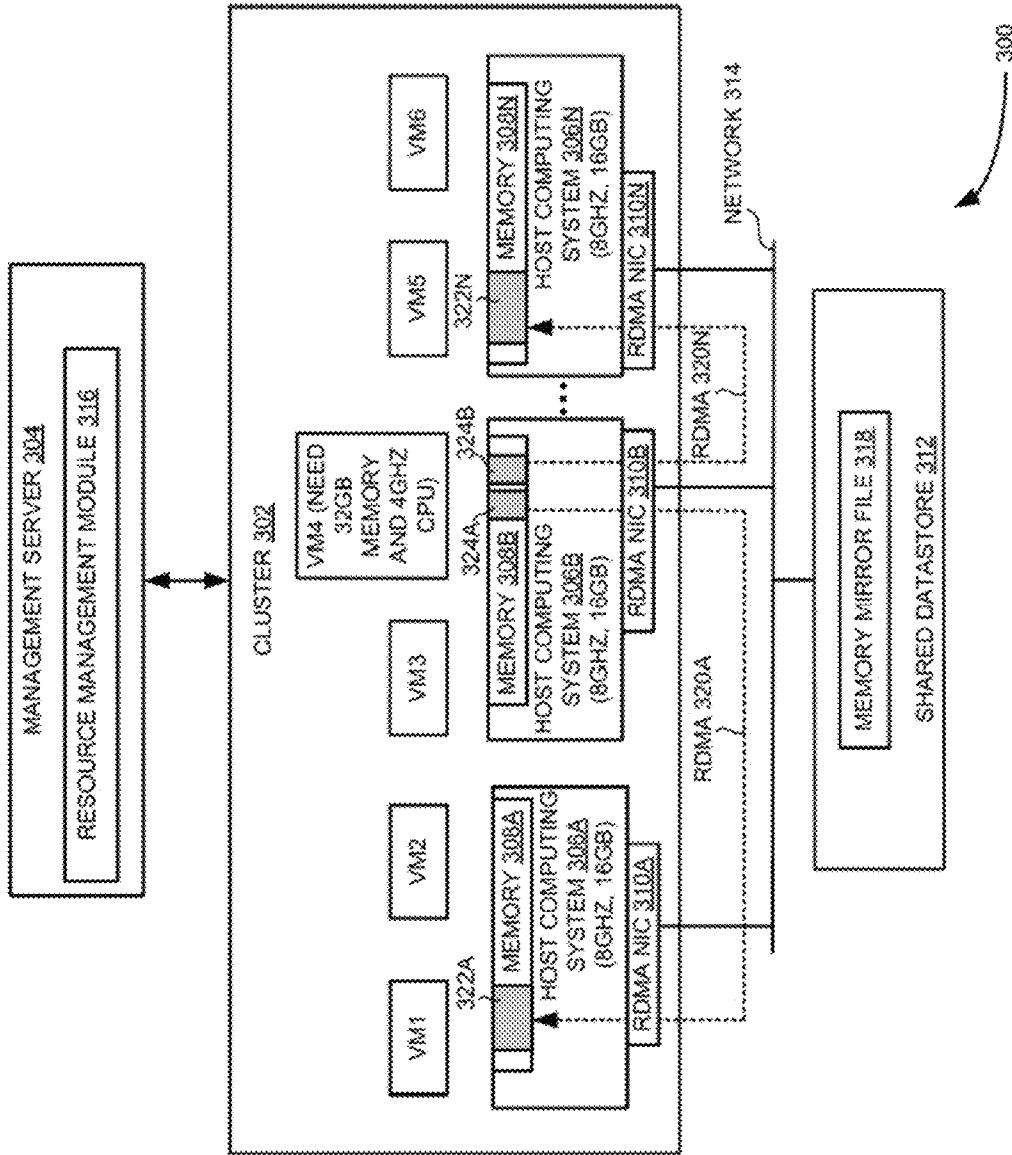 MANAGEMENT SERVER 304
RESOURCE MANAGEMENT MODULE 316
CLUSTER 302
VM1
VM2
VM3
VM4 (NEED
32GB
MEMORY
AND 4GHZ
CPU)
VM5
VM6
322A
MEMORY 308A
HOST COMPUTING
SYSTEM 306A
(8GHZ, 16GB)
RDMA NIC 310A
324A
324B
MEMORY 308B
HOST COMPUTING
SYSTEM 306B
(8GHZ, 16GB)
RDMA NIC 310B
322N
MEMORY 308N
HOST COMPUTING
SYSTEM 306N
(8GHZ, 16GB)
RDMA NIC 310N
RDMA 320A
RDMA 320N
NETWORK 314
MEMORY MIRROR FILE 318
SHARED DATASTORE 312
300